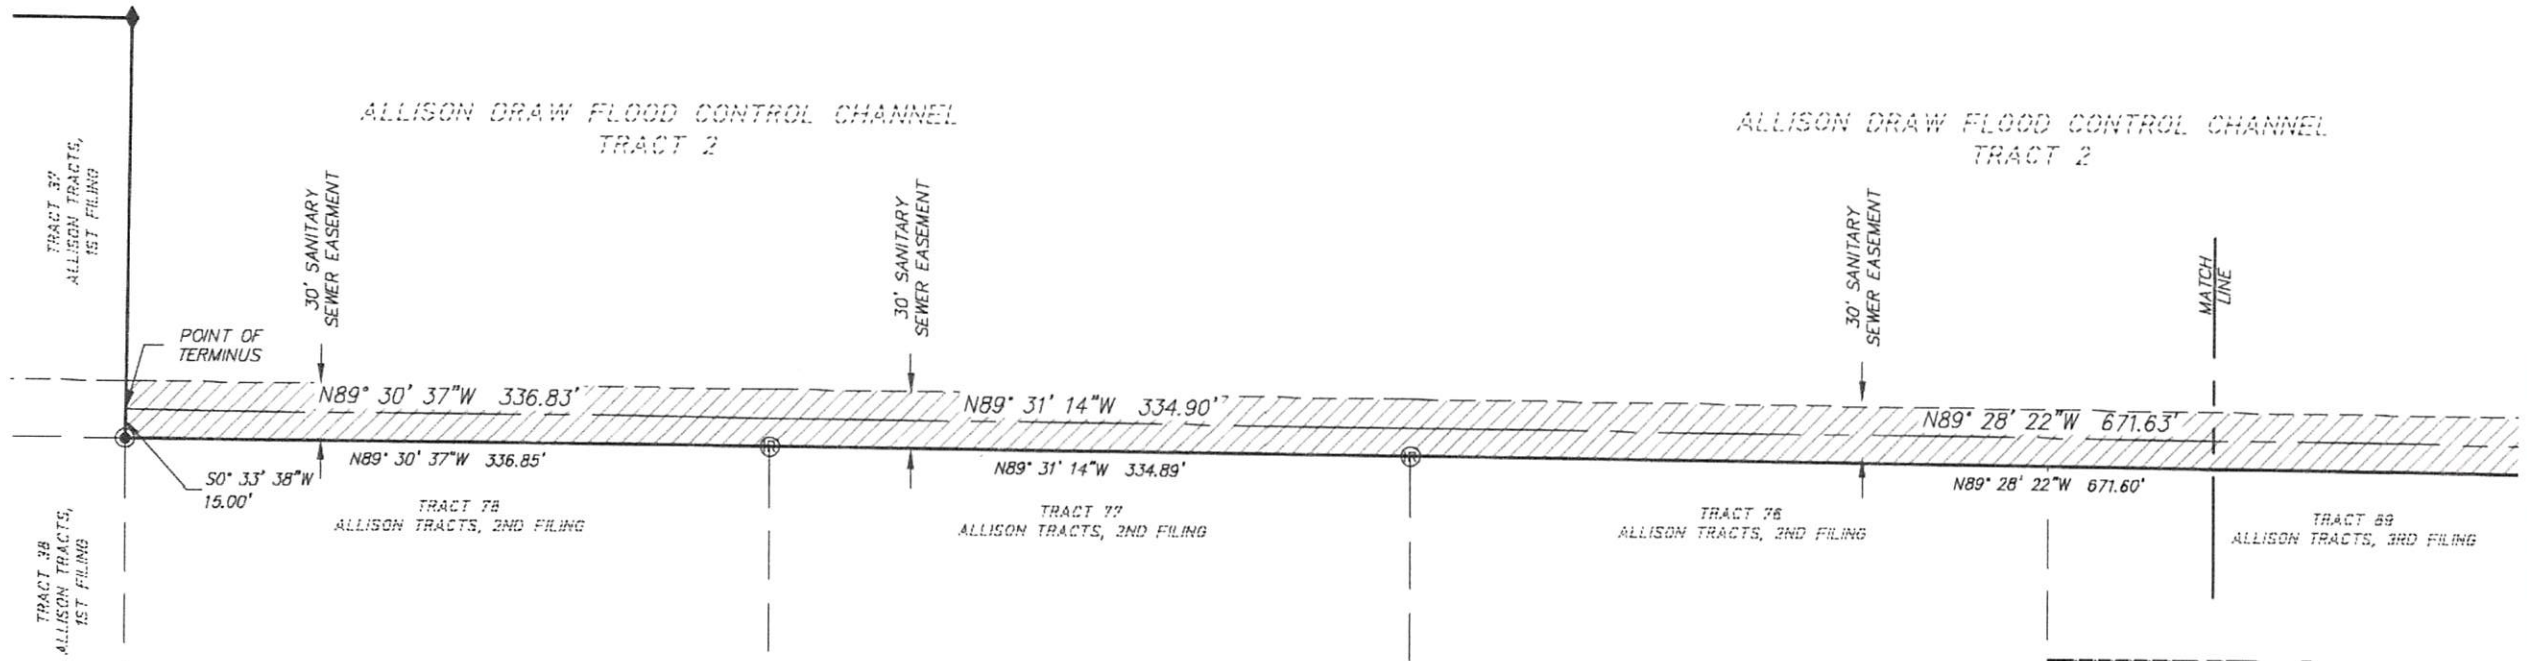 ALLISON DRAW FLOOD CONTROL CHANNEL
TRACT 2
ALLISON DRAW FLOOD CONTROL CHANNEL
TRACT 2
TRACT 37
ALLISON TRACTS,
1ST FILING
30' SANITARY
SEWER EASEMENT
30' SANITARY
SEWER EASEMENT
30' SANITARY
SEWER EASEMENT
MATCH
LINE
POINT OF
TERMINUS
N89° 30' 37"W 336.83'
N89° 31' 14"W 334.90'
N89° 28' 22"W 671.63'
N89° 30' 37"W 336.85'
N89° 31' 14"W 334.89'
N89° 28' 22"W 671.60'
S0° 33' 38"W
15.00'
TRACT 78
ALLISON TRACTS, 2ND FILING
TRACT 77
ALLISON TRACTS, 2ND FILING
TRACT 76
ALLISON TRACTS, 2ND FILING
TRACT 89
ALLISON TRACTS, 3RD FILING
TRACT 38
ALLISON TRACTS,
1ST FILING